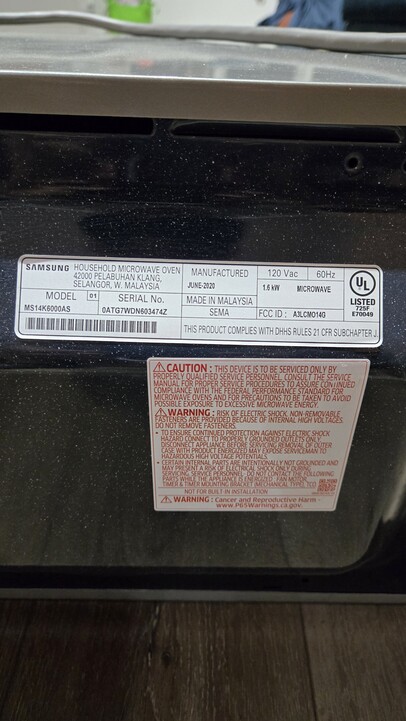 SAMSUNG HOUSEHOLD MICROWAVE OVEN
42000 PELABUHAN KLANG,
SELANGOR, W. MALAYSIA
MANUFACTURED
JUNE-2020
120 Vac 60Hz
1.6 kW MICROWAVE
MODEL 01 SERIAL No.
MS14K6000AS 0ATG7WDN603474Z
MADE IN MALAYSIA
SEMA FCC ID : A3LCMO14G
THIS PRODUCT COMPLIES WITH DHHS RULES 21 CFR SUBCHAPTER J.
UL
LISTED
725F
E70049
CAUTION : THIS DEVICE IS TO BE SERVICED ONLY BY
PROPERLY QUALIFIED SERVICE PERSONNEL. CONSULT THE SERVICE
MANUAL FOR PROPER SERVICE PROCEDURES TO ASSURE CONTINUED
COMPLIANCE WITH THE FEDERAL PERFORMANCE STANDARD FOR
MICROWAVE OVENS AND FOR PRECAUTIONS TO BE TAKEN TO AVOID
POSSIBLE EXPOSURE TO EXCESSIVE MICROWAVE ENERGY.
WARNING : RISK OF ELECTRIC SHOCK. NON-REMOVABLE
FASTENERS ARE PROVIDED BECAUSE OF INTERNAL HIGH VOLTAGES.
DO NOT REMOVE FASTENERS.
• TO ENSURE CONTINUED PROTECTION AGAINST ELECTRIC SHOCK
HAZARD CONNECT TO PROPERLY GROUNDED OUTLETS ONLY.
DISCONNECT APPLIANCE BEFORE SERVICING REMOVAL OF OUTER
CASE WITH PRODUCT ENERGIZED MAY EXPOSE SERVICEMAN TO
HAZARDOUS HIGH VOLTAGE POTENTIALS.
• CERTAIN INTERNAL PARTS ARE INTENTIONALLY NOT GROUNDED AND
MAY PRESENT A RISK OF ELECTRIC SHOCK ONLY DURING
SERVICING. SERVICE PERSONNEL - DO NOT CONTACT THE FOLLOWING
PARTS WHILE THE APPLIANCE IS ENERGIZED : FAN MOTOR,
TIMER & TIMER MOUNTING BRACKET (MECHANICAL TYPE), TCO
NOT FOR BUILT-IN INSTALLATION
WARNING : Cancer and Reproductive Harm -
www.P65Warnings.ca.gov.